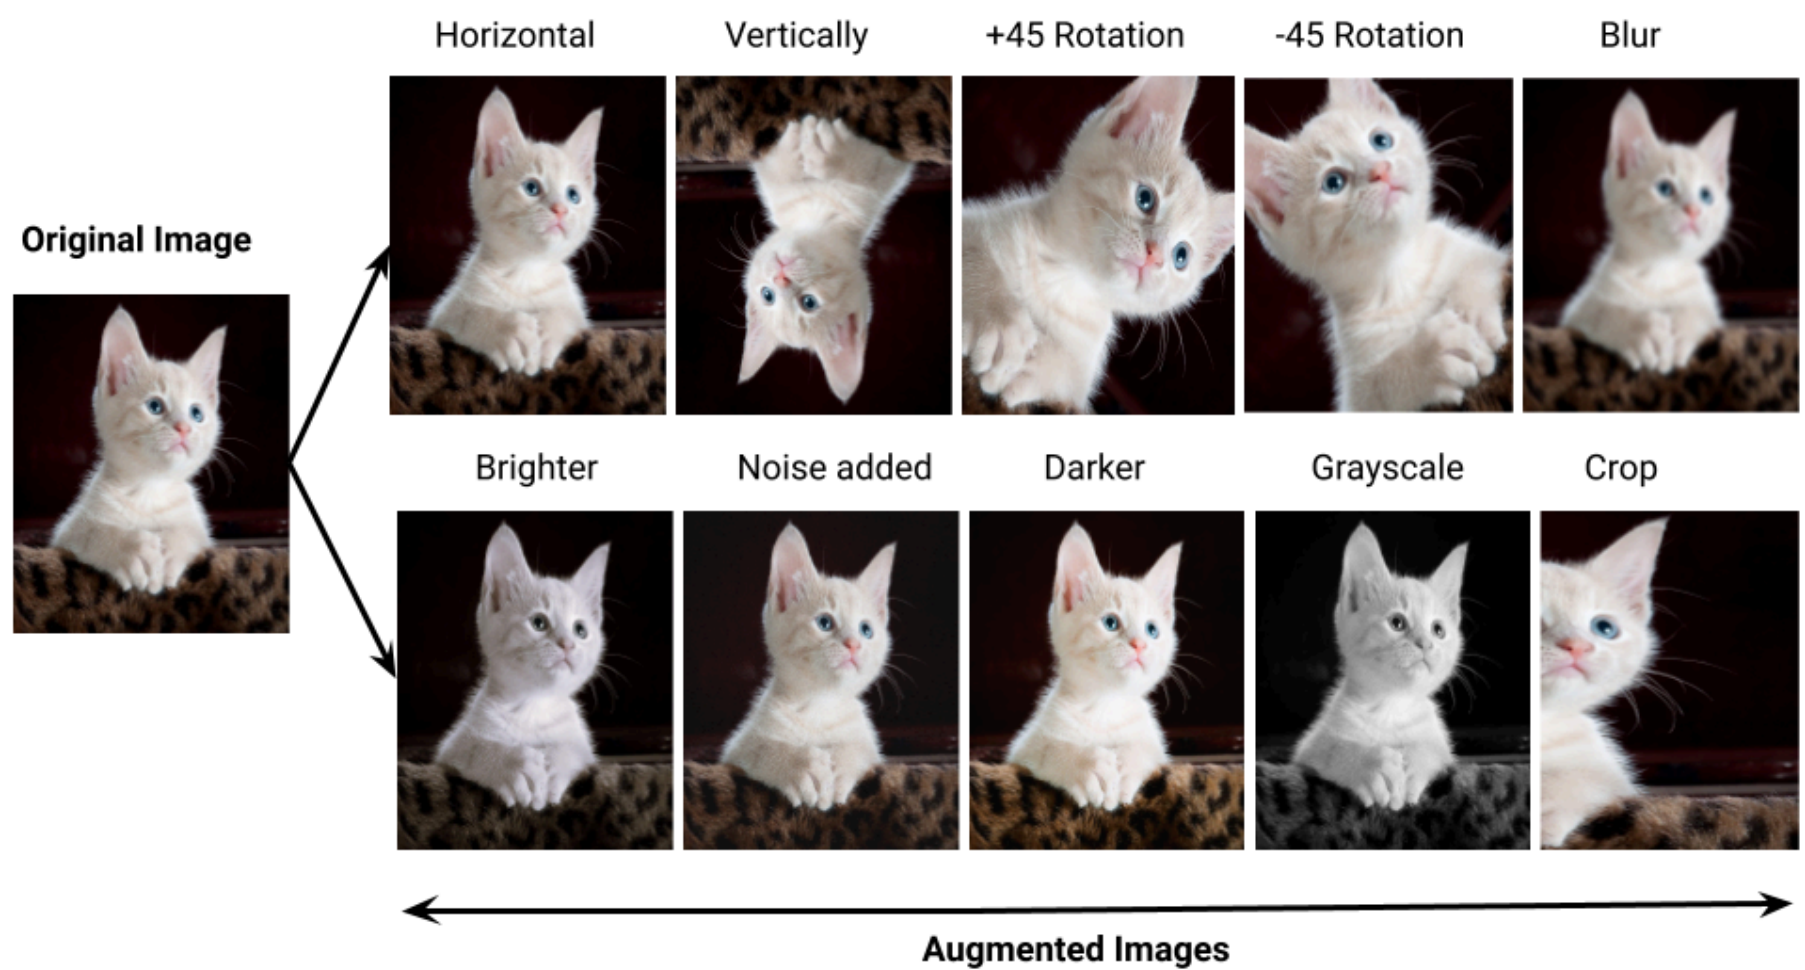 Horizontal
Vertically
+45 Rotation
-45 Rotation
Blur
Original Image
Brighter
Noise added
Darker
Grayscale
Crop
Augmented Images